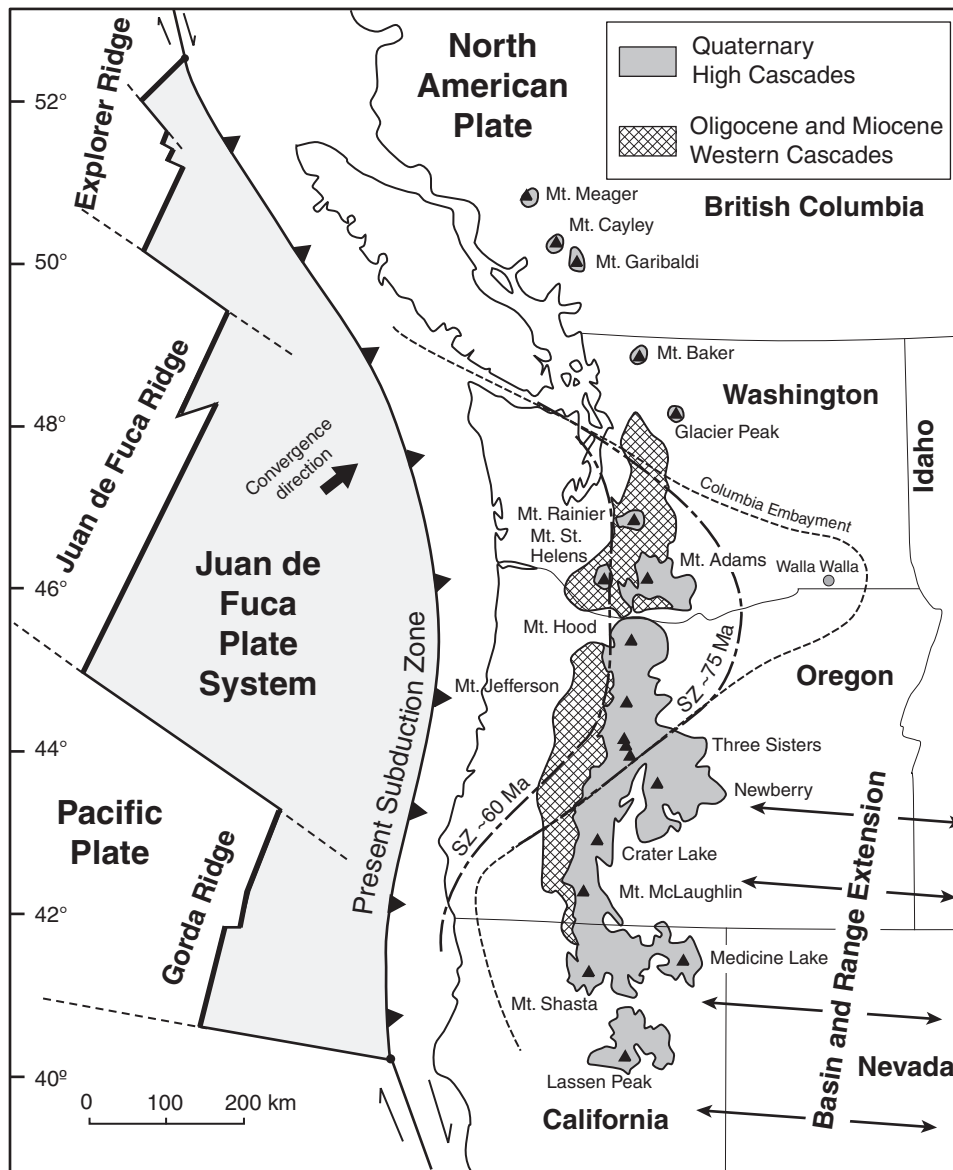 North
American
Plate
Quaternary
High Cascades
Oligocene and Miocene
Western Cascades
British Columbia
52°
50°
48°
46°
44°
42°
40º
Explorer Ridge
Juan de Fuca Ridge
Gorda Ridge
Convergence
direction
Juan de
Fuca
Plate
System
Pacific
Plate
Present Subduction Zone
Mt. Meager
Mt. Cayley
Mt. Garibaldi
Mt. Baker
Washington
Glacier Peak
Idaho
Columbia Embayment
Mt. Rainier
Mt. St.
Helens
Mt. Adams
Walla Walla
Mt. Hood
SZ ~75 Ma
Oregon
Mt. Jefferson
Three Sisters
Newberry
SZ ~60 Ma
Crater Lake
Mt. McLaughlin
Medicine Lake
Mt. Shasta
Lassen Peak
Basin and Range Extension
Nevada
California
0 100 200 km